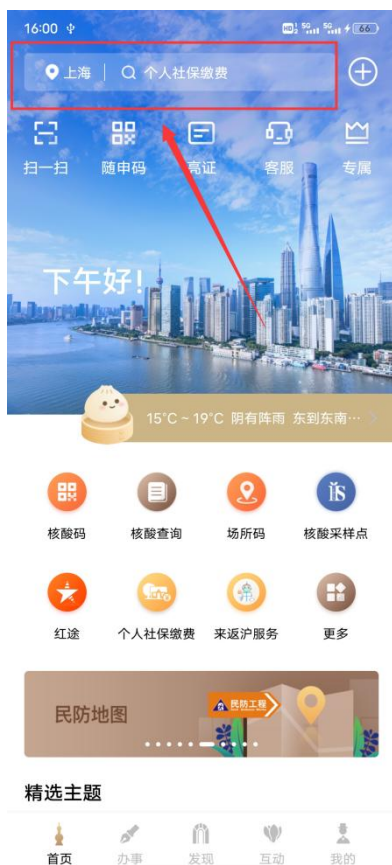 16:00
HD 5G 5G 66
上海 个人社保缴费
扫一扫 随申码 亮证 客服 专属
下午好!
15°C ~ 19°C 阴有阵雨 东到东南…
核酸码 核酸查询 场所码 核酸采样点
红途 个人社保缴费 来返沪服务 更多
民防地图
民防工程
精选主题
首页 办事 发现 互动 我的